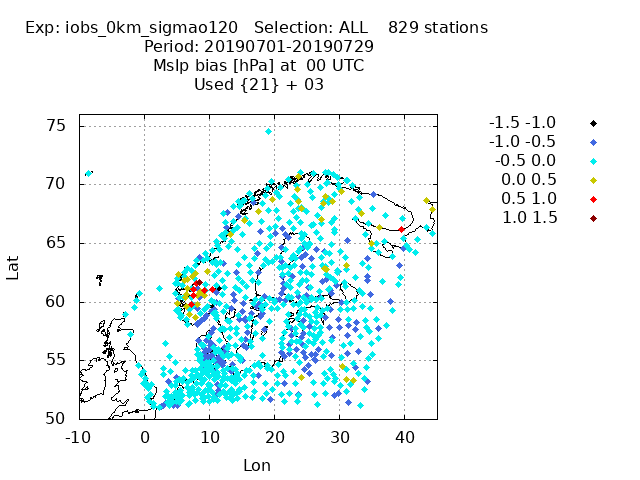 Exp: iobs_0km_sigmao120   Selection: ALL    829 stations
Period: 20190701-20190729
Mslp bias [hPa] at  00 UTC
Used {21} + 03
-1.5 -1.0
-1.0 -0.5
-0.5 0.0
0.0 0.5
0.5 1.0
1.0 1.5
75
70
65
60
55
50
Lat
-10 0 10 20 30 40
Lon